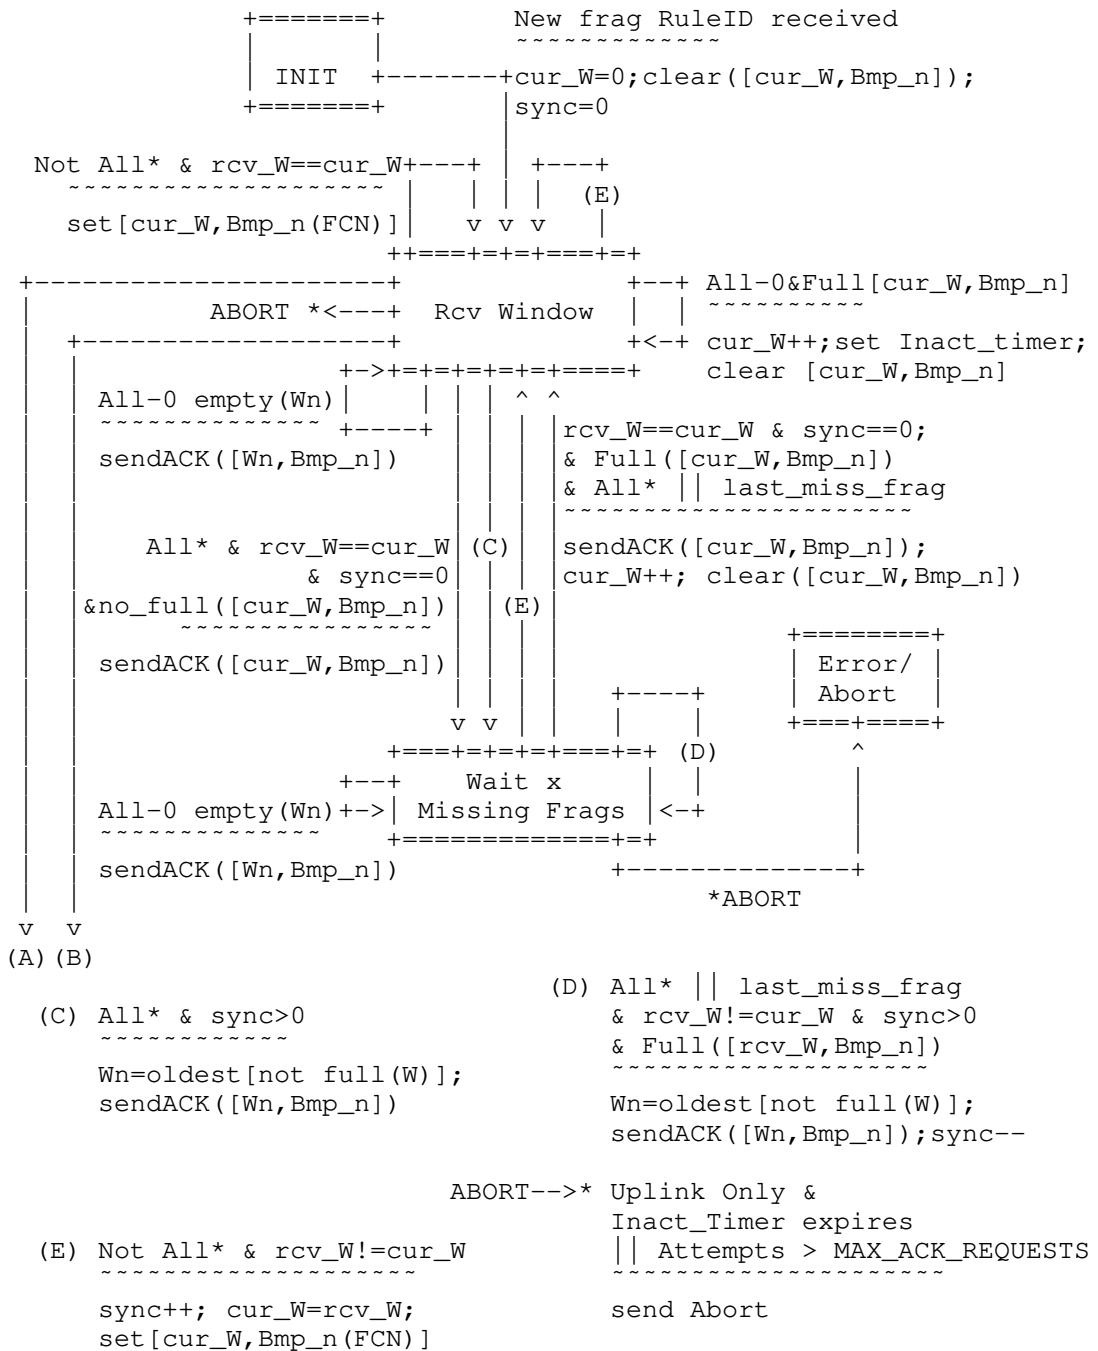 New frag RuleID received
INIT
cur_W=0;clear([cur_W,Bmp_n]);
sync=0
Not All* & rcv_W==cur_W
(E)
set[cur_W,Bmp_n(FCN)]
v v v
All-0&Full[cur_W,Bmp_n]
ABORT * Rcv Window
cur_W++;set Inact_timer;
clear [cur_W,Bmp_n]
All-0 empty(Wn)
rcv_W==cur_W & sync==0;
sendACK([Wn,Bmp_n]) & Full([cur_W,Bmp_n])
& All* || last_miss_frag
All* & rcv_W==cur_W (C) sendACK([cur_W,Bmp_n]);
& sync==0 cur_W++; clear([cur_W,Bmp_n])
&no_full([cur_W,Bmp_n]) (E)
sendACK([cur_W,Bmp_n]) Error/
Abort
v v
(D)
Wait x
All-0 empty(Wn) Missing Frags
sendACK([Wn,Bmp_n])
*ABORT
v v
(A) (B)
(D) All* || last_miss_frag
(C) All* & sync>0 & rcv_W!=cur_W & sync>0
& Full([rcv_W,Bmp_n])
Wn=oldest[not full(W)];
sendACK([Wn,Bmp_n]) Wn=oldest[not full(W)];
sendACK([Wn,Bmp_n]);sync--
ABORT-->* Uplink Only &
Inact_Timer expires
(E) Not All* & rcv_W!=cur_W || Attempts > MAX_ACK_REQUESTS
sync++; cur_W=rcv_W; send Abort
set[cur_W,Bmp_n(FCN)]